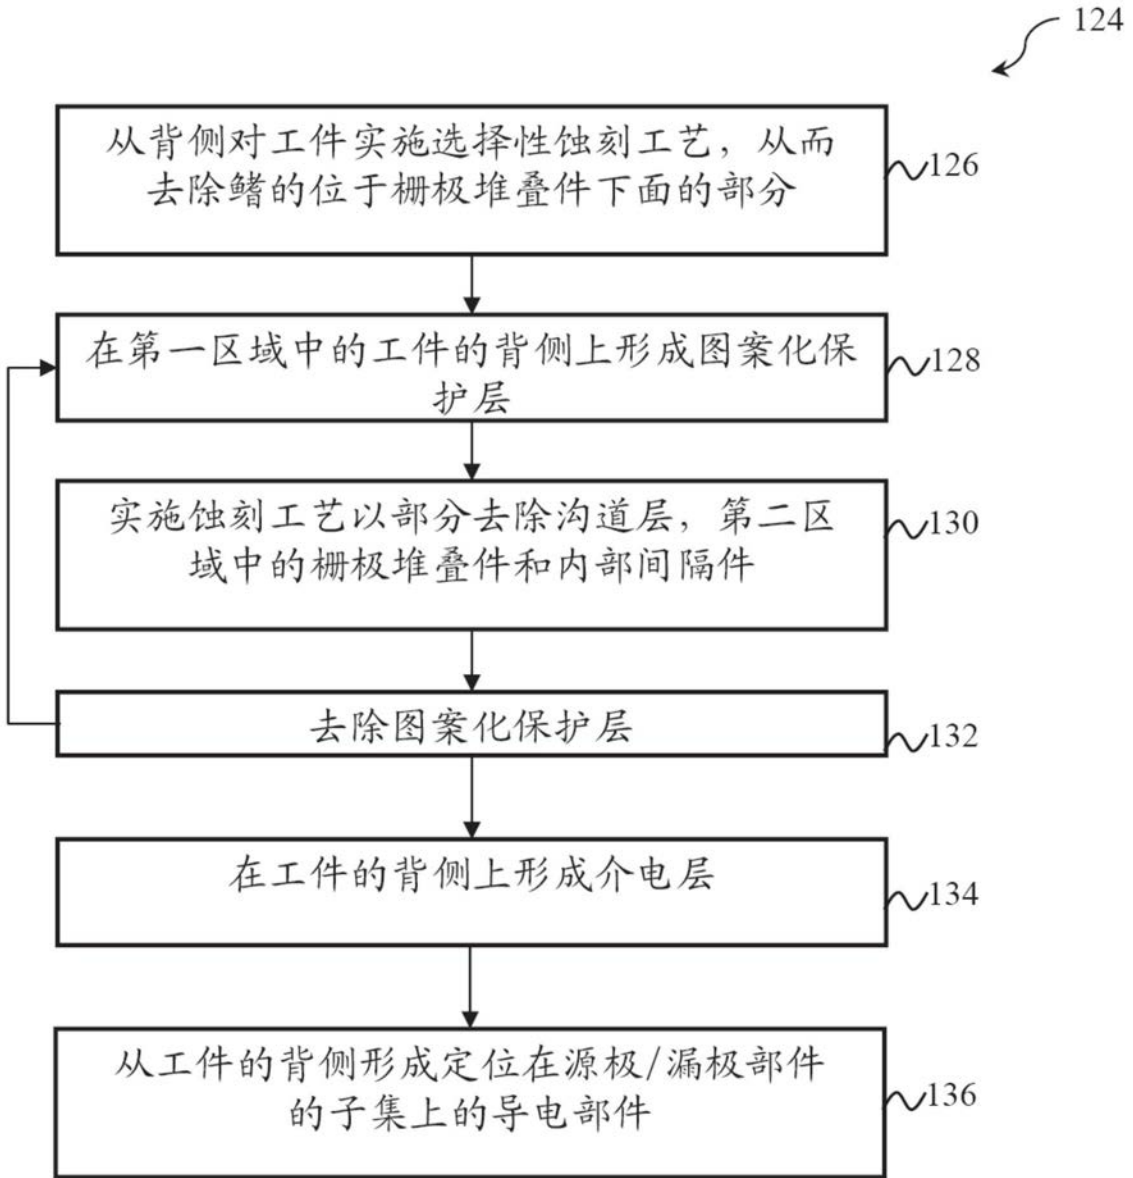 124
从背侧对工件实施选择性蚀刻工艺，从而
去除鳍的位于栅极堆叠件下面的部分
126
在第一区域中的工件的背侧上形成图案化保
护层
128
实施蚀刻工艺以部分去除沟道层，第二区
域中的栅极堆叠件和内部间隔件
130
去除图案化保护层
132
在工件的背侧上形成介电层
134
从工件的背侧形成定位在源极/漏极部件
的子集上的导电部件
136